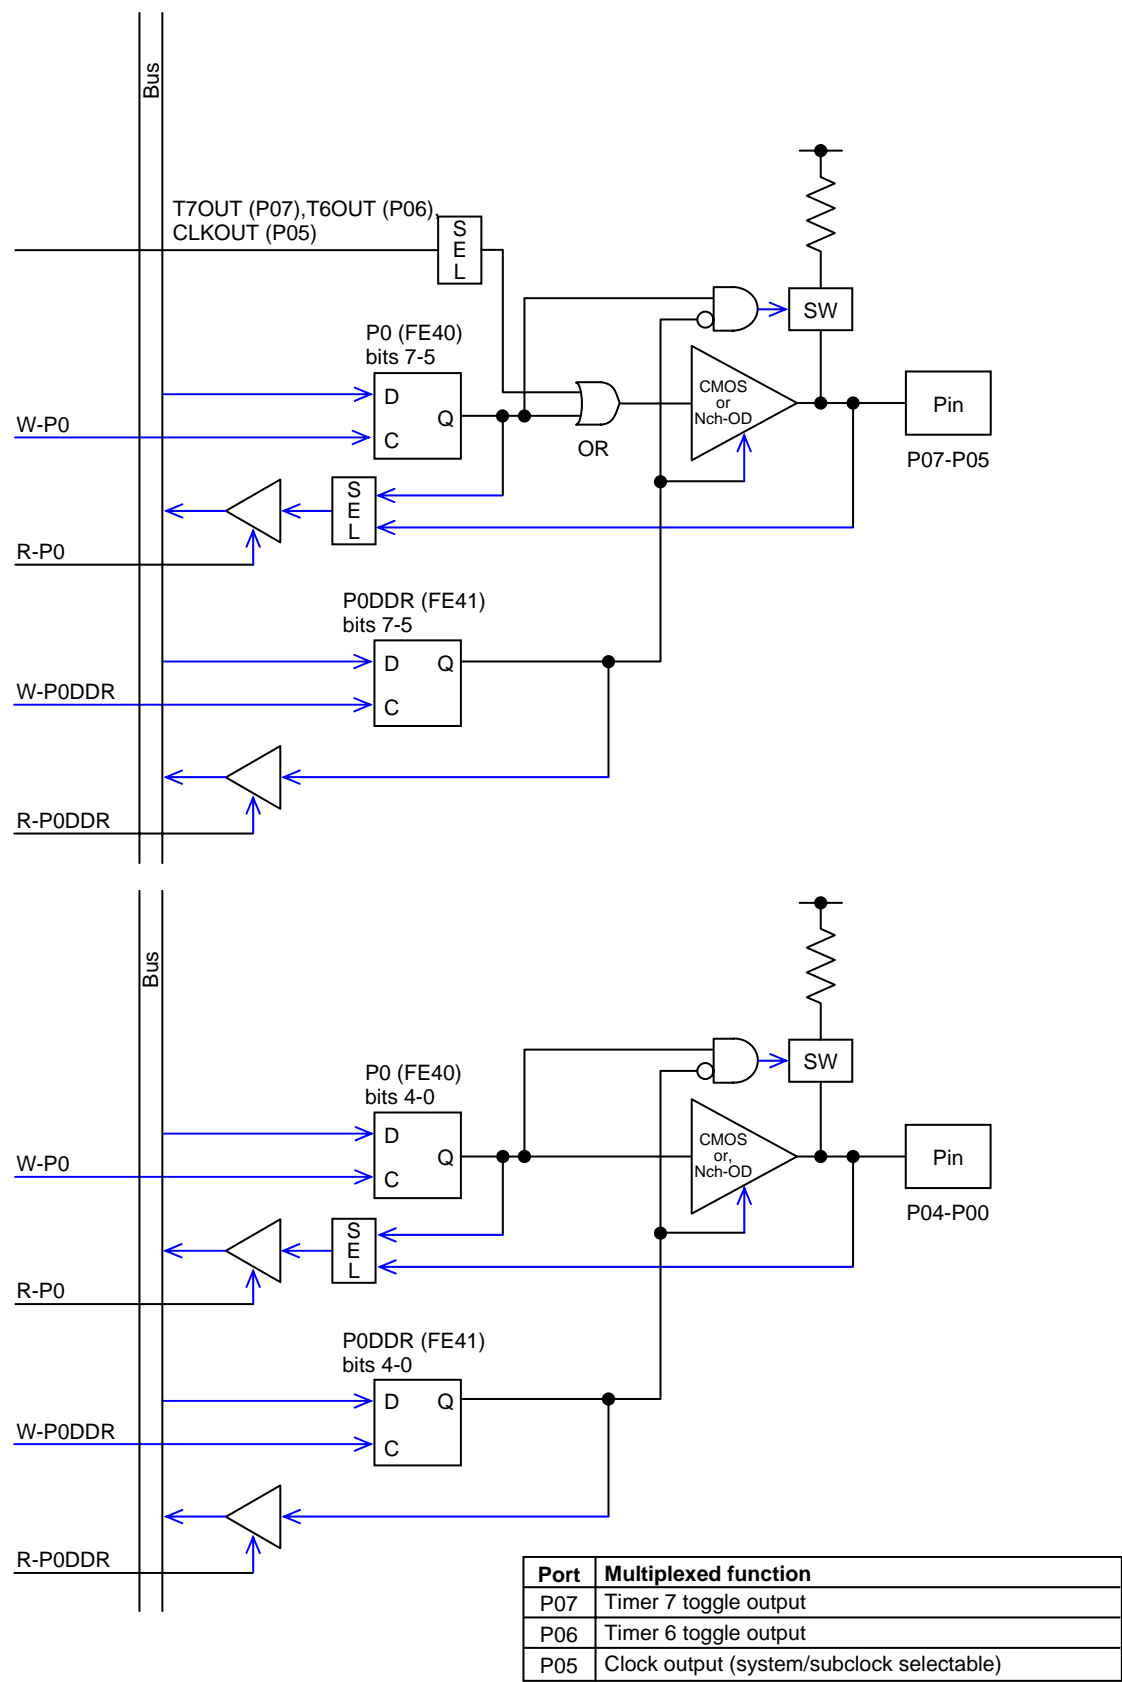 Bus
T7OUT (P07),T6OUT (P06),
CLKOUT (P05)
SEL
SW
P0 (FE40)
bits 7-5
D
Q
C
W-P0
OR
CMOS
or
Nch-OD
Pin
P07-P05
SEL
R-P0
P0DDR (FE41)
bits 7-5
D
Q
C
W-P0DDR
R-P0DDR
Bus
SW
P0 (FE40)
bits 4-0
D
Q
C
W-P0
CMOS
or,
Nch-OD
Pin
P04-P00
SEL
R-P0
P0DDR (FE41)
bits 4-0
D
Q
C
W-P0DDR
R-P0DDR
Port Multiplexed function
P07 Timer 7 toggle output
P06 Timer 6 toggle output
P05 Clock output (system/subclock selectable)